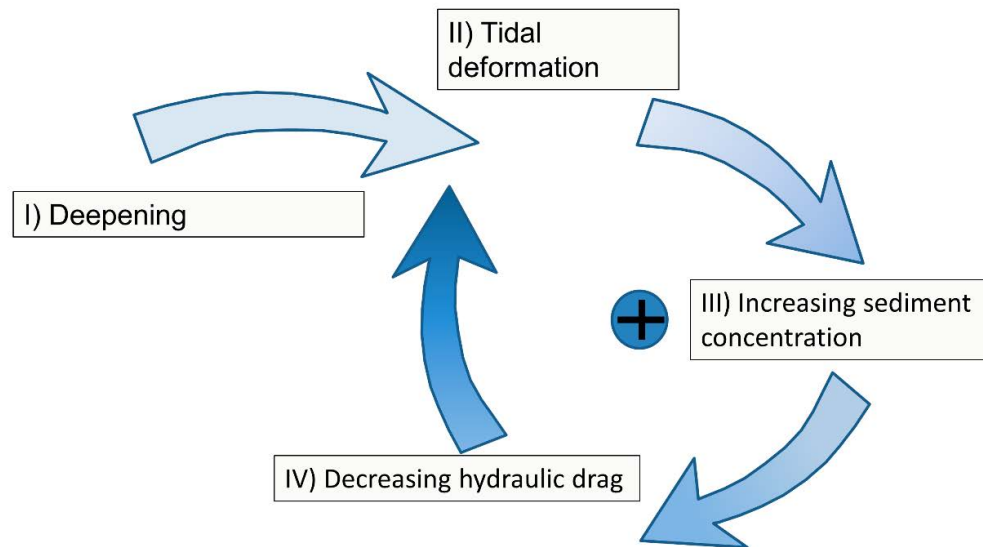 II) Tidal
deformation
I) Deepening
III) Increasing sediment
concentration
IV) Decreasing hydraulic drag